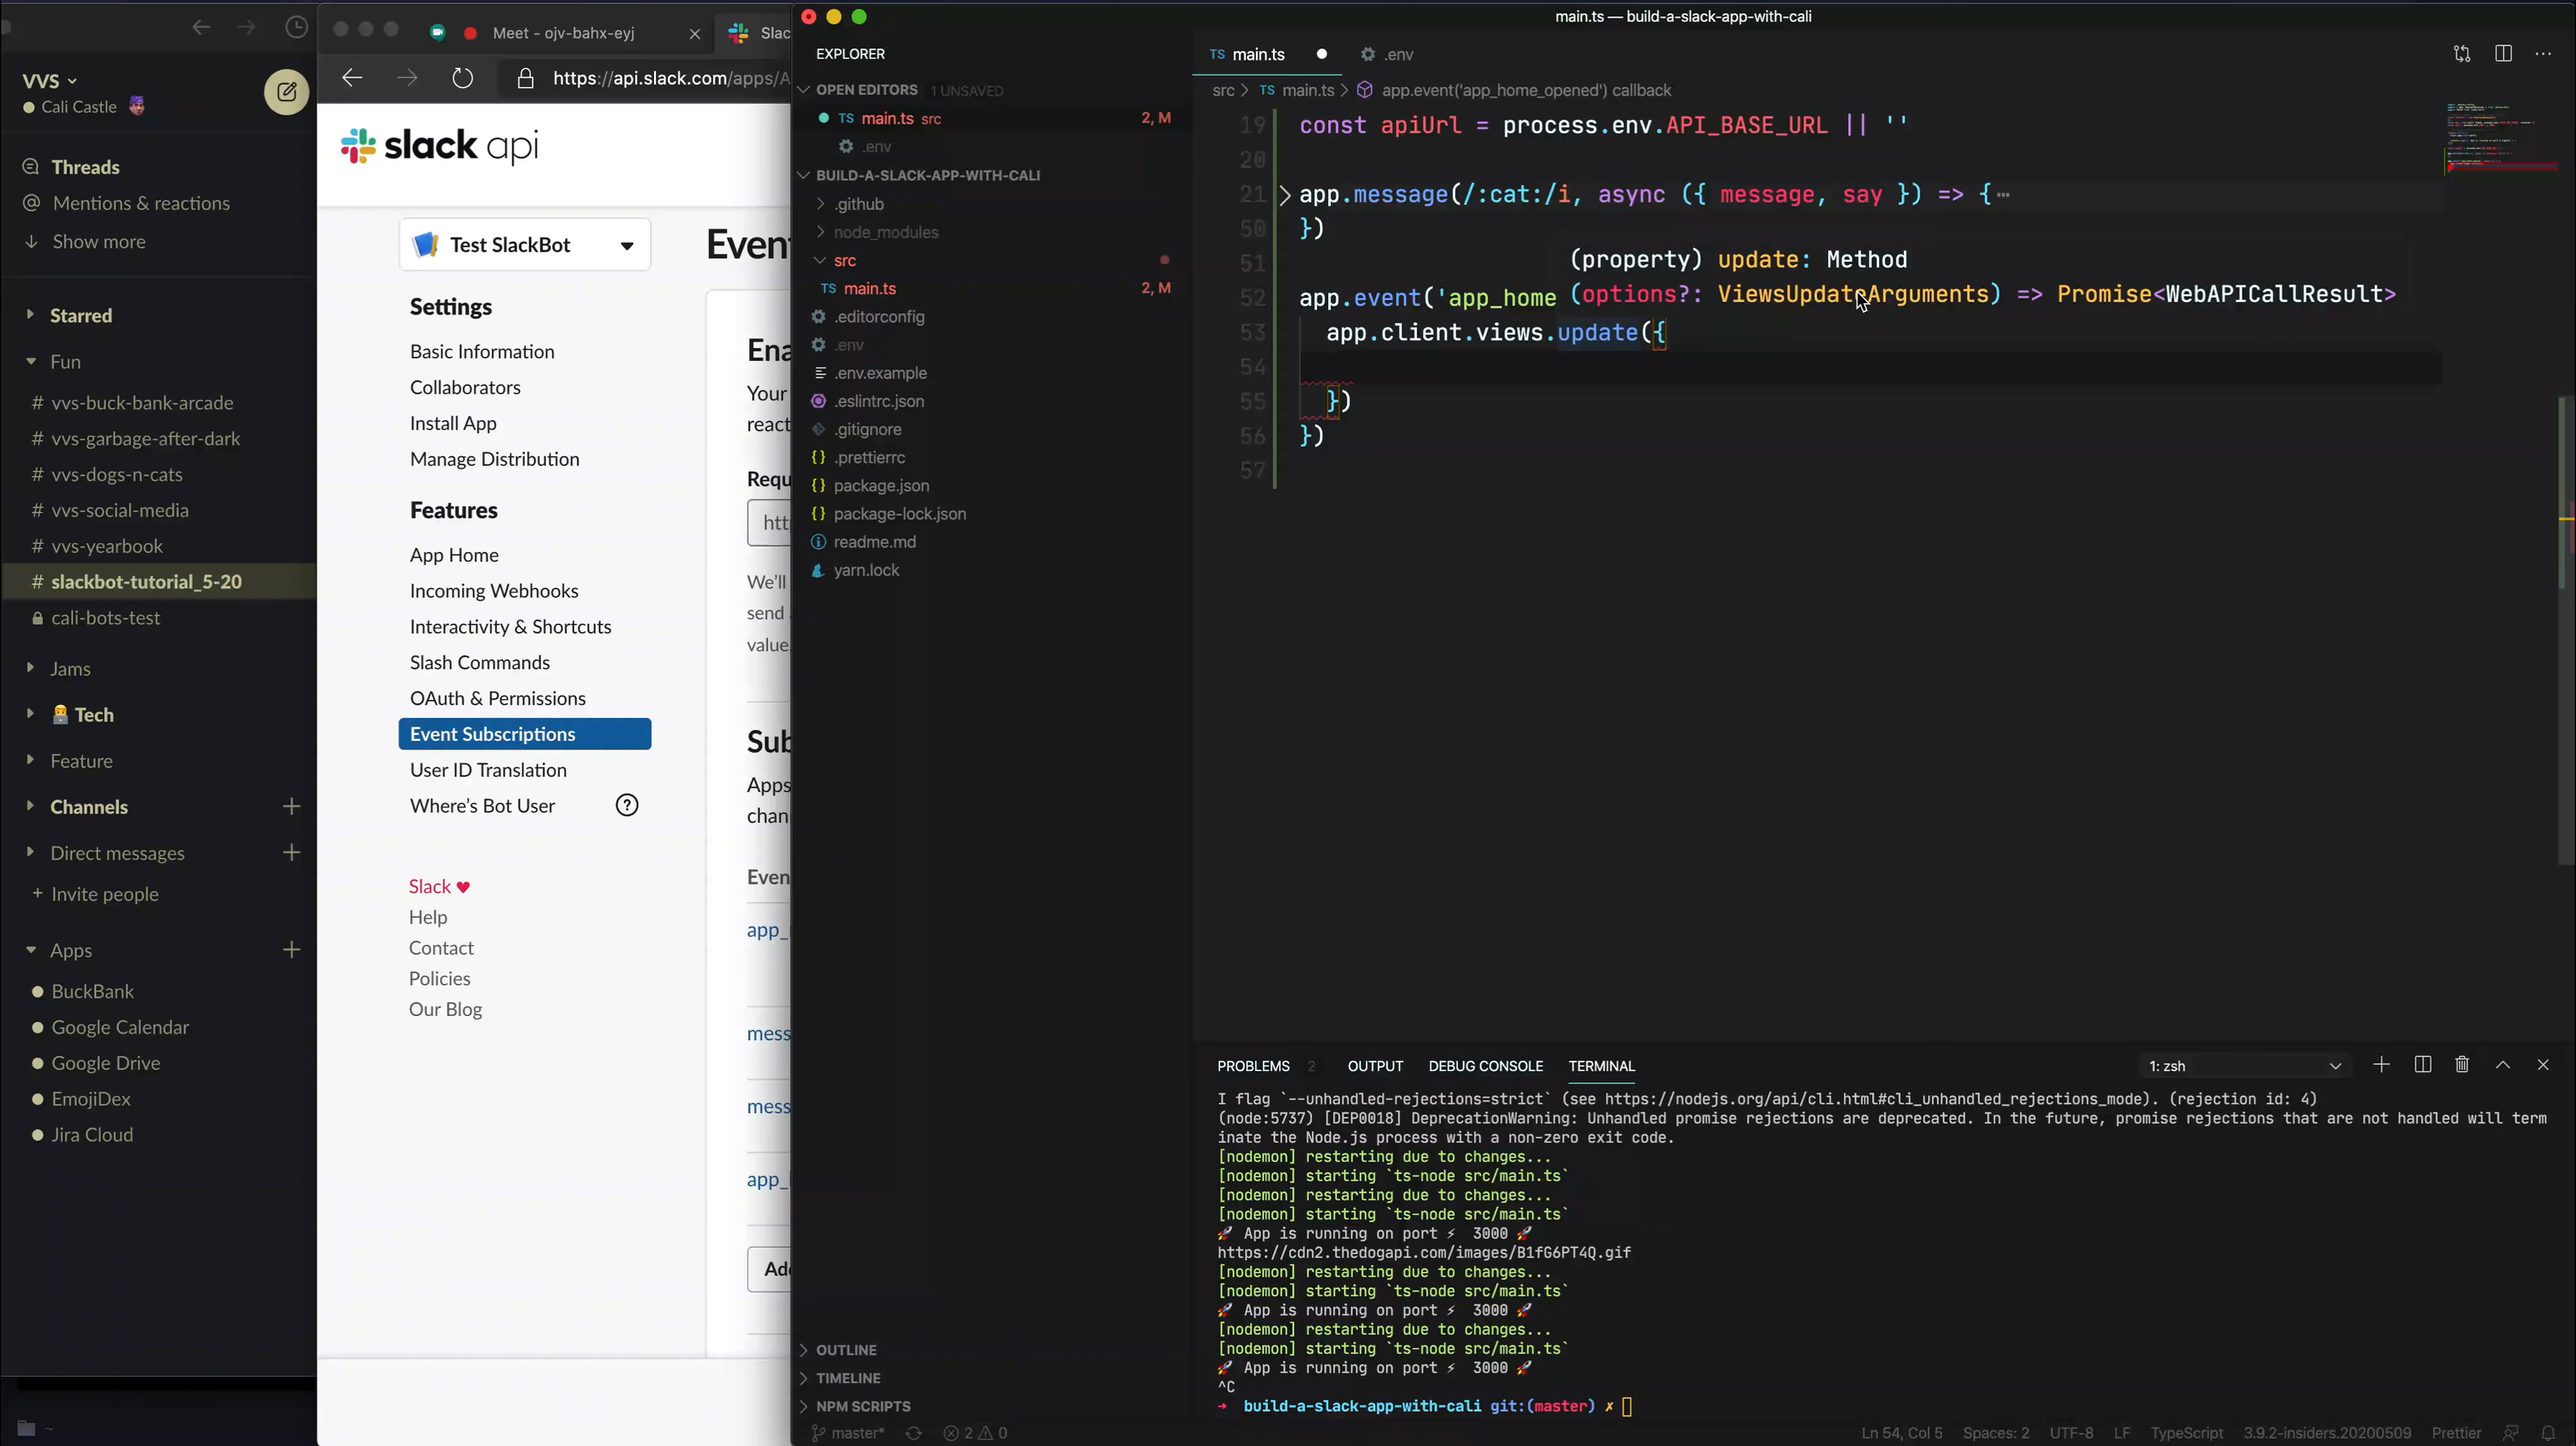 VVS
Cali Castle
Threads
Mentions & reactions
Show more
Starred
Fun
# vvs-buck-bank-arcade
# vvs-garbage-after-dark
# vvs-dogs-n-cats
# vvs-social-media
# vvs-yearbook
# slackbot-tutorial_5-20
cali-bots-test
Jams
Tech
Feature
Channels
Direct messages
+ Invite people
Apps
BuckBank
Google Calendar
Google Drive
EmojiDex
Jira Cloud
~
Meet - ojv-bahx-eyj
Slac
https://api.slack.com/apps/A
slack api
Test SlackBot
Settings
Basic Information
Collaborators
Install App
Manage Distribution
Features
App Home
Incoming Webhooks
Interactivity & Shortcuts
Slash Commands
OAuth & Permissions
Event Subscriptions
User ID Translation
Where's Bot User
Slack ♥
Help
Contact
Policies
Our Blog
Even
Ena
Your
react
Requ
htt
We'll
send
value.
Sub
Apps
chan
Even
app_
mess
mess
app_
Ad
main.ts — build-a-slack-app-with-cali
EXPLORER
OPEN EDITORS 1 UNSAVED
TS main.ts src 2, M
.env
BUILD-A-SLACK-APP-WITH-CALI
.github
node_modules
src
TS main.ts 2, M
.editorconfig
.env
.env.example
.eslintrc.json
.gitignore
.prettierrc
package.json
package-lock.json
readme.md
yarn.lock
OUTLINE
TIMELINE
NPM SCRIPTS
TS main.ts
.env
src > TS main.ts > app.event('app_home_opened') callback
19 const apiUrl = process.env.API_BASE_URL || ''
20
21 app.message(/:cat:/i, async ({ message, say }) => {…
50 })
51
(property) update: Method
(options?: ViewsUpdateArguments) => Promise<WebAPICallResult>
52 app.event('app_home
53 app.client.views.update({
54
55 })
56 })
57
PROBLEMS 2 OUTPUT DEBUG CONSOLE TERMINAL 1: zsh
I flag `--unhandled-rejections=strict` (see https://nodejs.org/api/cli.html#cli_unhandled_rejections_mode). (rejection id: 4)
(node:5737) [DEP0018] DeprecationWarning: Unhandled promise rejections are deprecated. In the future, promise rejections that are not handled will term
inate the Node.js process with a non-zero exit code.
[nodemon] restarting due to changes...
[nodemon] starting `ts-node src/main.ts`
[nodemon] restarting due to changes...
[nodemon] starting `ts-node src/main.ts`
🚀 App is running on port ⚡ 3000 🚀
https://cdn2.thedogapi.com/images/B1fG6PT4Q.gif
[nodemon] restarting due to changes...
[nodemon] starting `ts-node src/main.ts`
🚀 App is running on port ⚡ 3000 🚀
[nodemon] restarting due to changes...
[nodemon] starting `ts-node src/main.ts`
🚀 App is running on port ⚡ 3000 🚀
^C
→ build-a-slack-app-with-cali git:(master) ✗
master* 2 0 Ln 54, Col 5 Spaces: 2 UTF-8 LF TypeScript 3.9.2-insiders.20200509 Prettier